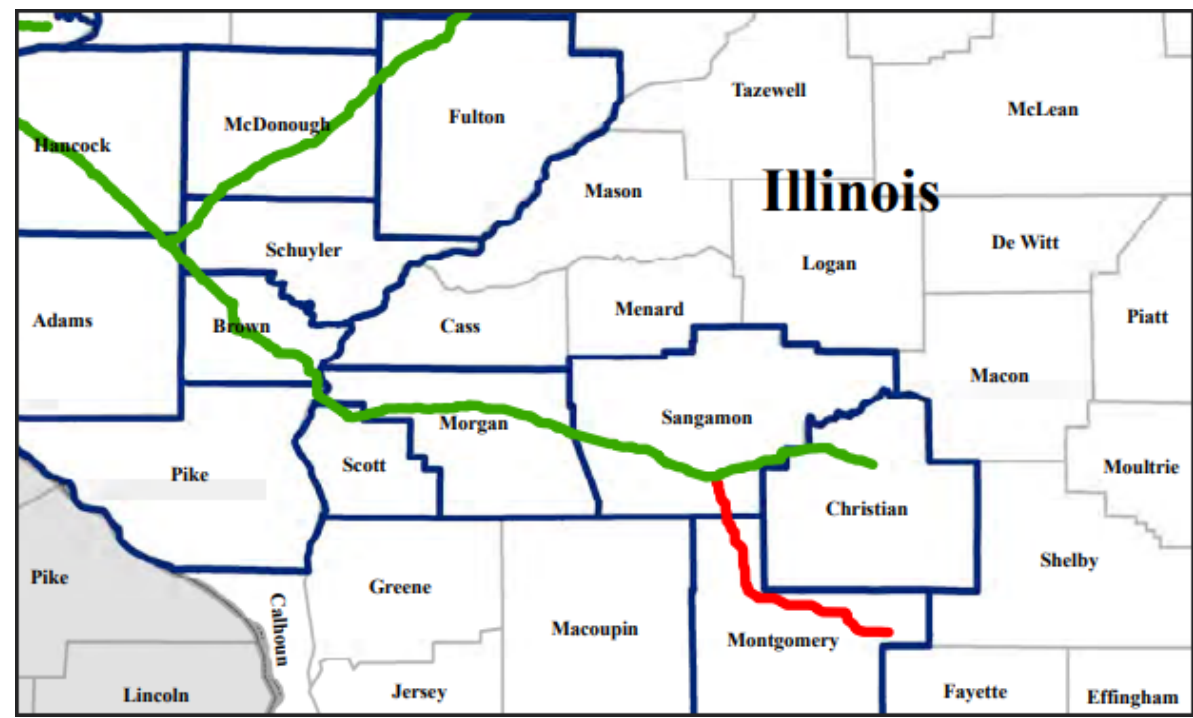 Tazewell
McLean
Fulton
McDonough
Hancock
Mason
Illinois
Schuyler
De Witt
Logan
Menard
Piatt
Adams
Brown
Cass
Macon
Sangamon
Morgan
Scott
Moultrie
Pike
Christian
Shelby
Pike
Greene
Calhoun
Macoupin
Montgomery
Lincoln
Jersey
Fayette
Effingham